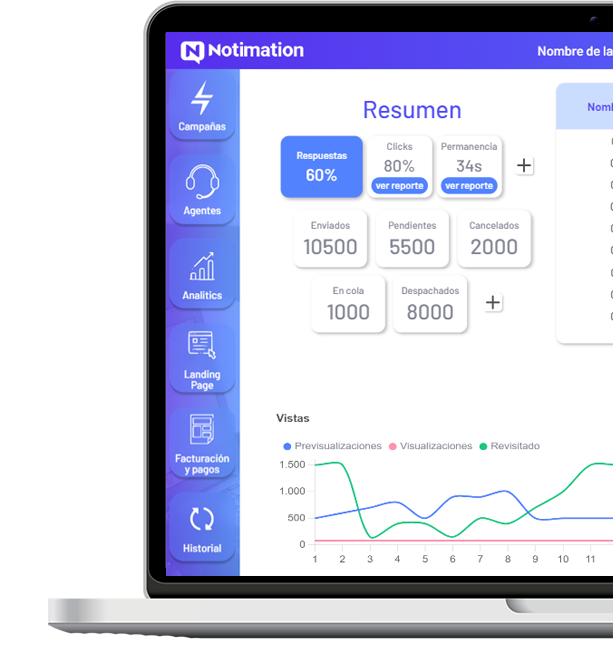 Notimation
Nombre de la
Campañas
Agentes
Analitics
Landing
Page
Facturación
y pagos
Historial
Resumen
Respuestas
60%
Clicks
80%
ver reporte
Permanencia
34s
ver reporte
+
Enviados
10500
Pendientes
5500
Cancelados
2000
En cola
1000
Despachados
8000
+
Nomb
Vistas
Previsualizaciones Visualizaciones Revisitado
1.500
1.000
500
0
1 2 3 4 5 6 7 8 9 10 11